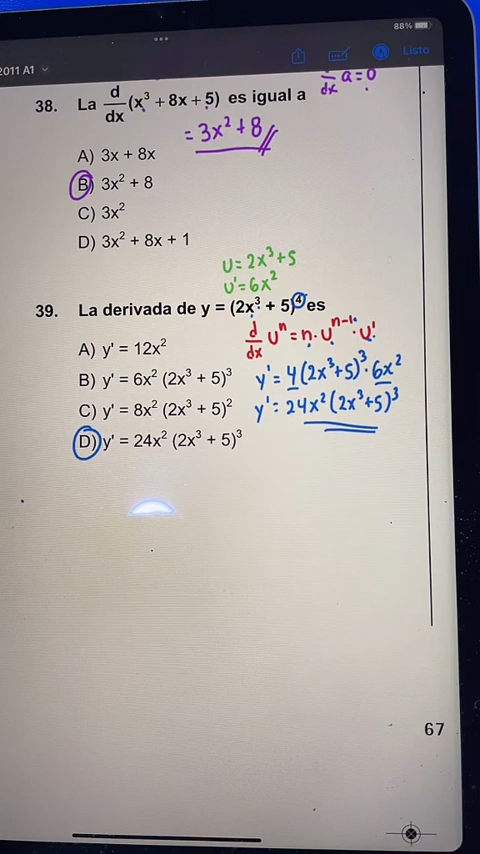 88%
2011 A1
Listo
d/dx a = 0
38. La d/dx (x³ + 8x + 5) es igual a
= 3x² + 8
A) 3x + 8x
B) 3x² + 8
C) 3x²
D) 3x² + 8x + 1
U = 2x³ + 5
U' = 6x²
39. La derivada de y = (2x³ + 5)⁴ es
d/dx Uⁿ = n · Uⁿ⁻¹ · U'
A) y' = 12x²
B) y' = 6x² (2x³ + 5)³
y' = 4(2x³+5)³ · 6x²
C) y' = 8x² (2x³ + 5)²
y' = 24x² (2x³+5)³
D) y' = 24x² (2x³ + 5)³
67